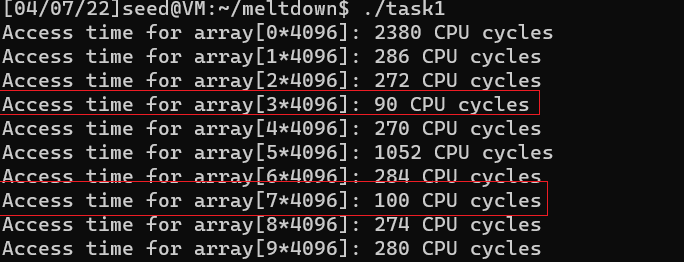 [04/07/22]seed@VM:~/meltdown$ ./task1
Access time for array[0*4096]: 2380 CPU cycles
Access time for array[1*4096]: 286 CPU cycles
Access time for array[2*4096]: 272 CPU cycles
Access time for array[3*4096]: 90 CPU cycles
Access time for array[4*4096]: 270 CPU cycles
Access time for array[5*4096]: 1052 CPU cycles
Access time for array[6*4096]: 284 CPU cycles
Access time for array[7*4096]: 100 CPU cycles
Access time for array[8*4096]: 274 CPU cycles
Access time for array[9*4096]: 280 CPU cycles